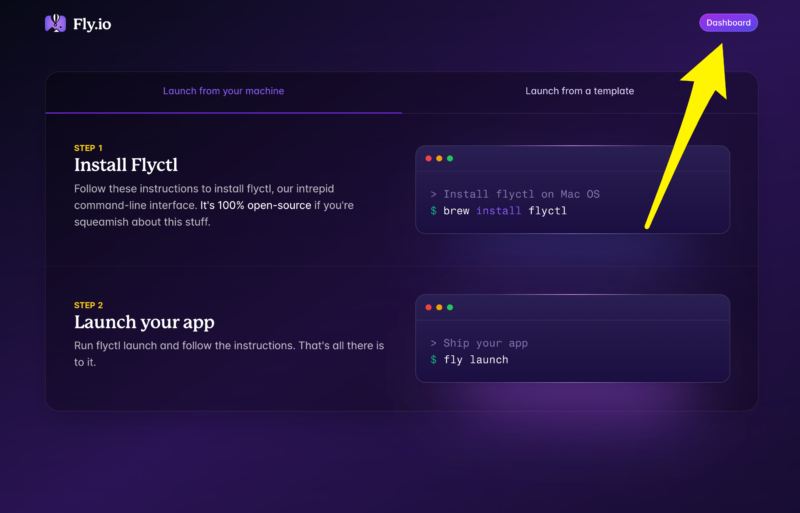 Fly.io
Dashboard
Launch from your machine
Launch from a template
STEP 1
Install Flyctl
Follow these instructions to install flyctl, our intrepid
command-line interface. It's 100% open-source if you're
squeamish about this stuff.
> Install flyctl on Mac OS
$ brew install flyctl
STEP 2
Launch your app
Run flyctl launch and follow the instructions. That's all there is
to it.
> Ship your app
$ fly launch